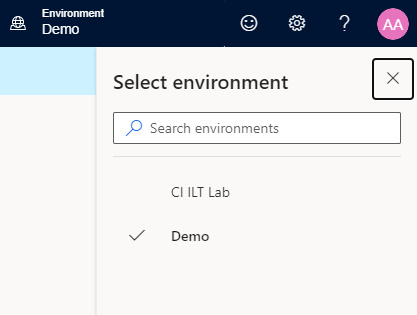 Environment
Demo
?
AA
Select environment
Search environments
CI ILT Lab
Demo